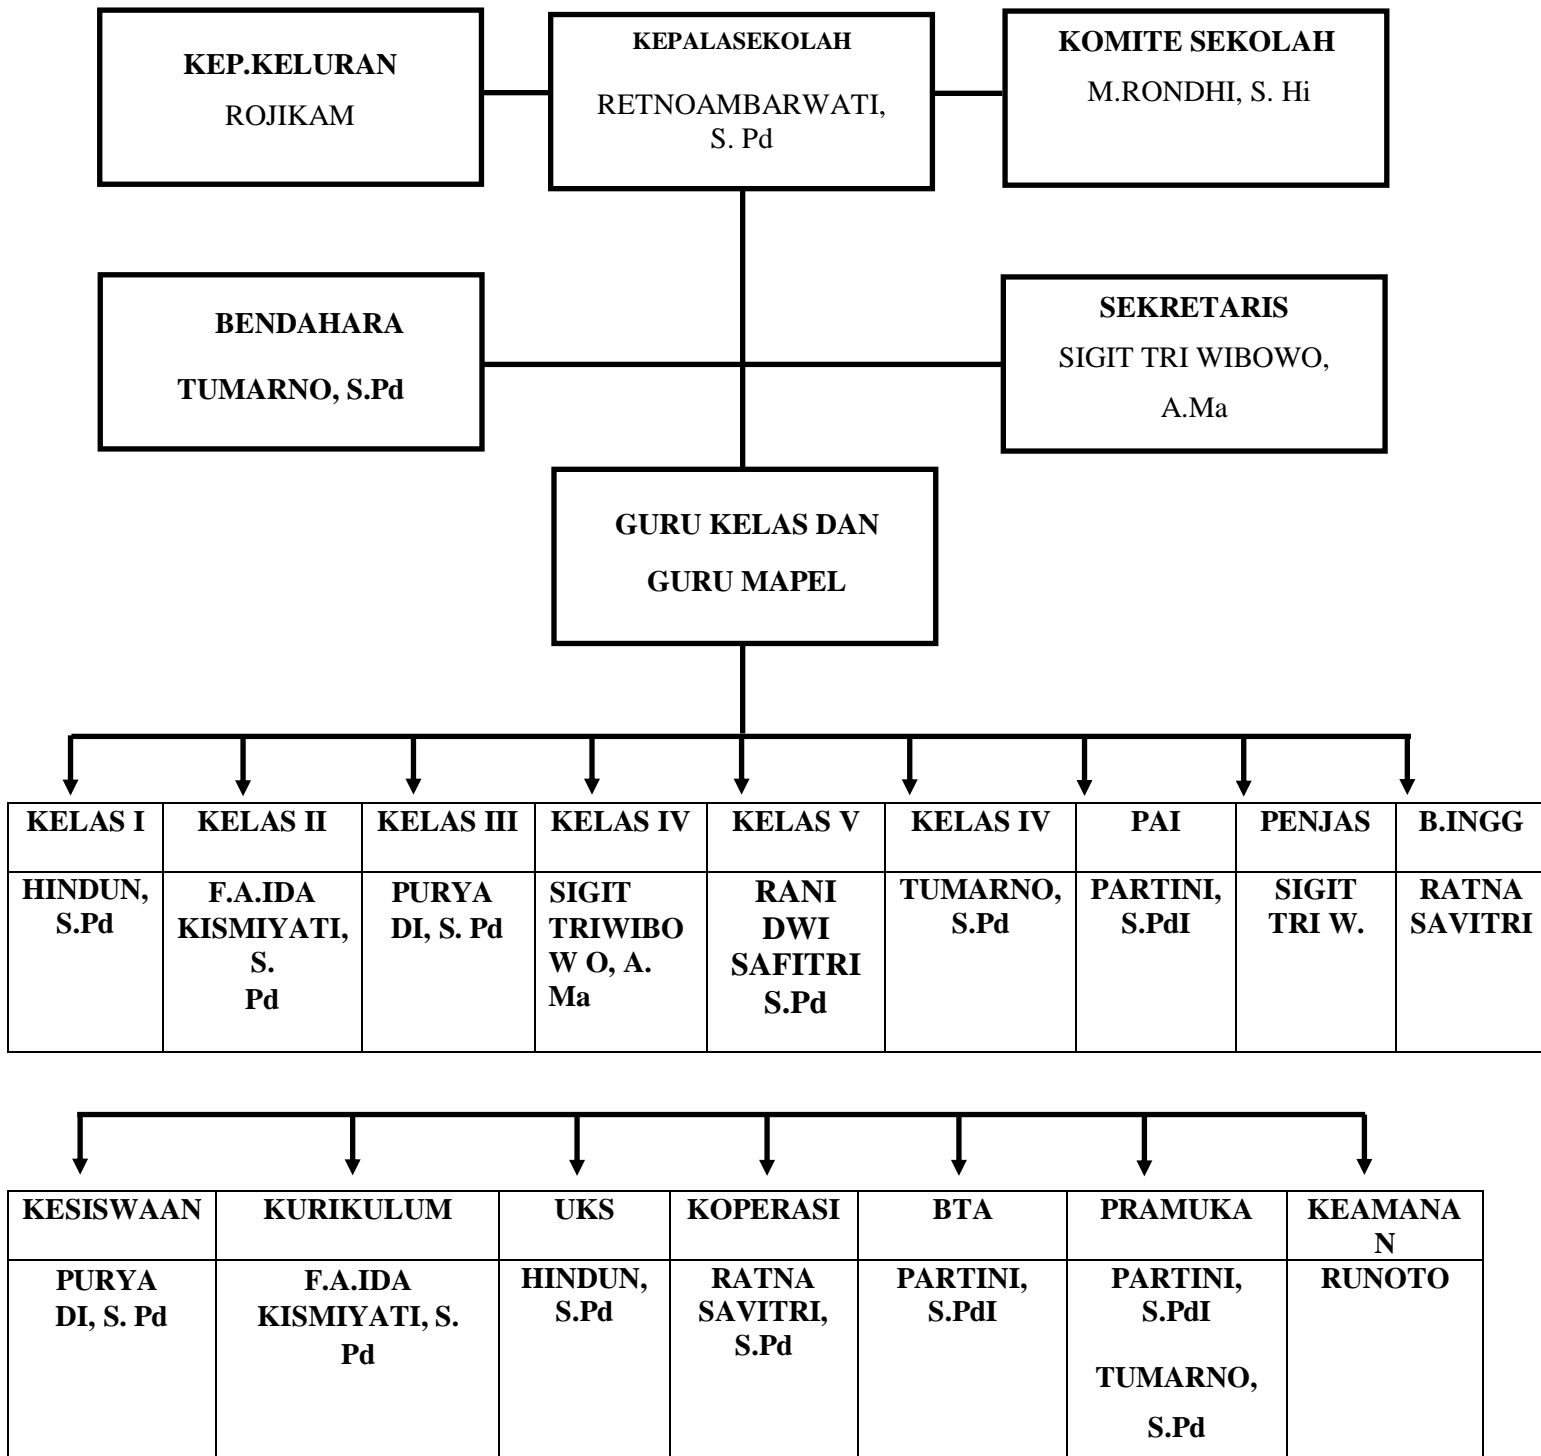 KEP.KELURAN
ROJIKAM
KEPALASEKOLAH
RETNOAMBARWATI,
S. Pd
KOMITE SEKOLAH
M.RONDHI, S. Hi
BENDAHARA
TUMARNO, S.Pd
SEKRETARIS
SIGIT TRI WIBOWO,
A.Ma
GURU KELAS DAN
GURU MAPEL
KELAS I
KELAS II
KELAS III
KELAS IV
KELAS V
KELAS IV
PAI
PENJAS
B.INGG
HINDUN,
S.Pd
F.A.IDA
KISMIYATI,
S.
Pd
PURYA
DI, S. Pd
SIGIT
TRIWIBO
W O, A.
Ma
RANI
DWI
SAFITRI
S.Pd
TUMARNO,
S.Pd
PARTINI,
S.PdI
SIGIT
TRI W.
RATNA
SAVITRI
KESISWAAN
KURIKULUM
UKS
KOPERASI
BTA
PRAMUKA
KEAMANA
N
PURYA
DI, S. Pd
F.A.IDA
KISMIYATI, S.
Pd
HINDUN,
S.Pd
RATNA
SAVITRI,
S.Pd
PARTINI,
S.PdI
PARTINI,
S.PdI
TUMARNO,
S.Pd
RUNOTO